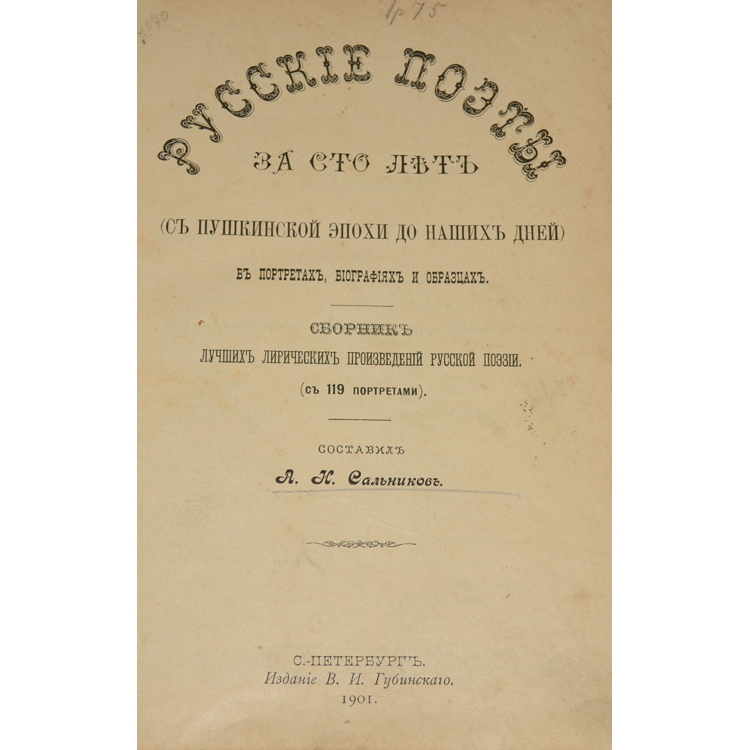 РУССКІЕ ПОЭТЫ
ЗА СТО ЛѢТЪ
(СЪ ПУШКИНСКОЙ ЭПОХИ ДО НАШИХЪ ДНЕЙ)
ВЪ ПОРТРЕТАХЪ, БІОГРАФІЯХЪ И ОБРАЗЦАХЪ.
СБОРНИКЪ
ЛУЧШИХЪ ЛИРИЧЕСКИХЪ ПРОИЗВЕДЕНІЙ РУССКОЙ ПОЭЗІИ.
(СЪ 119 ПОРТРЕТАМИ).
СОСТАВИЛЪ
А. Н. Сальниковъ.
С.-ПЕТЕРБУРГЪ.
Изданіе В. И. Губинскаго.
1901.